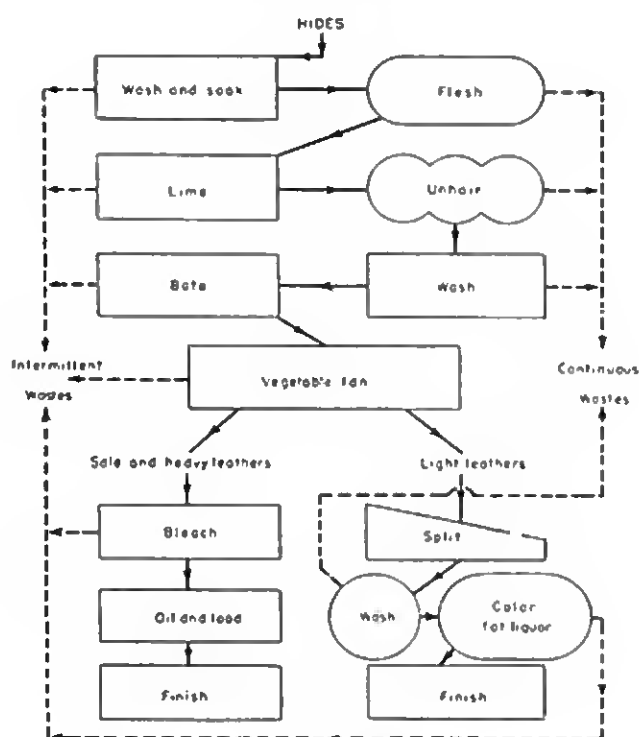 HIDES
Wash and soak
Flesh
Lime
Unhair
Bate
Wash
Intermittent
Wastes
Vegetable tan
Continuous
Wastes
Sole and heavy leathers
Light leathers
Bleach
Split
Oil and load
Wash
Color
fat liquor
Finish
Finish